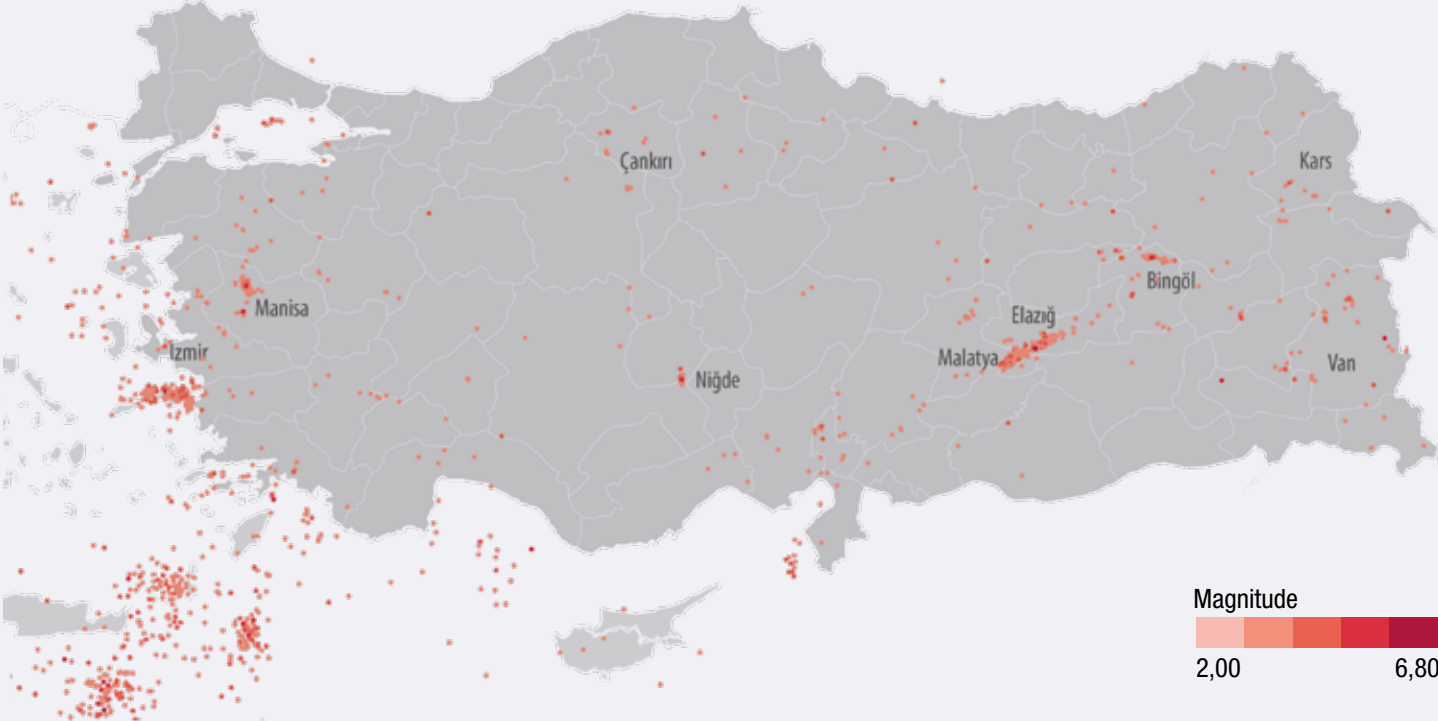 Çankırı
Kars
Bingöl
Manisa
Elazığ
İzmir
Malatya
Van
Niğde
Magnitude
2,00 6,80